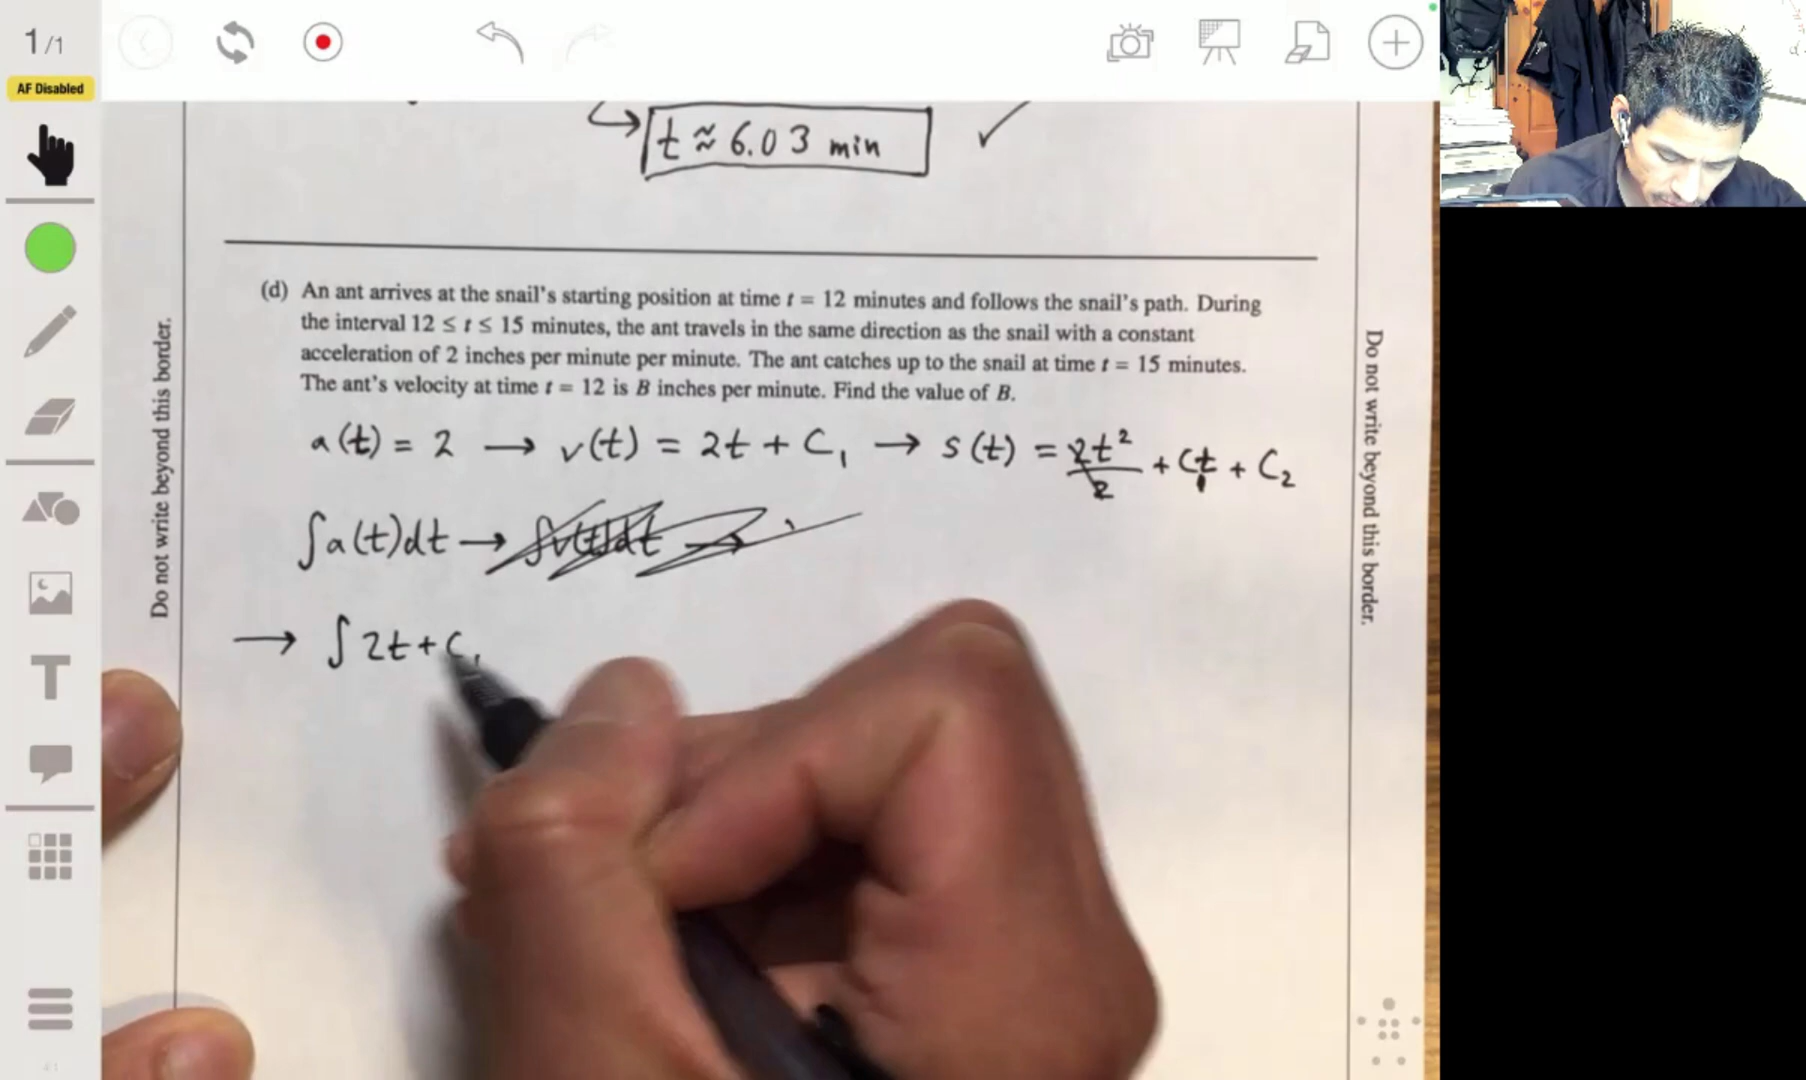 1/1
AF Disabled
t ≈ 6.03 min ✓
(d) An ant arrives at the snail's starting position at time t = 12 minutes and follows the snail's path. During
the interval 12 ≤ t ≤ 15 minutes, the ant travels in the same direction as the snail with a constant
acceleration of 2 inches per minute per minute. The ant catches up to the snail at time t = 15 minutes.
The ant's velocity at time t = 12 is B inches per minute. Find the value of B.
a(t) = 2 → v(t) = 2t + C₁ → s(t) = 2t²/2 + C₁t + C₂
∫a(t)dt → ∫v(t)dt →
→ ∫2t+C₁
Do not write beyond this border.
Do not write beyond this border.
T